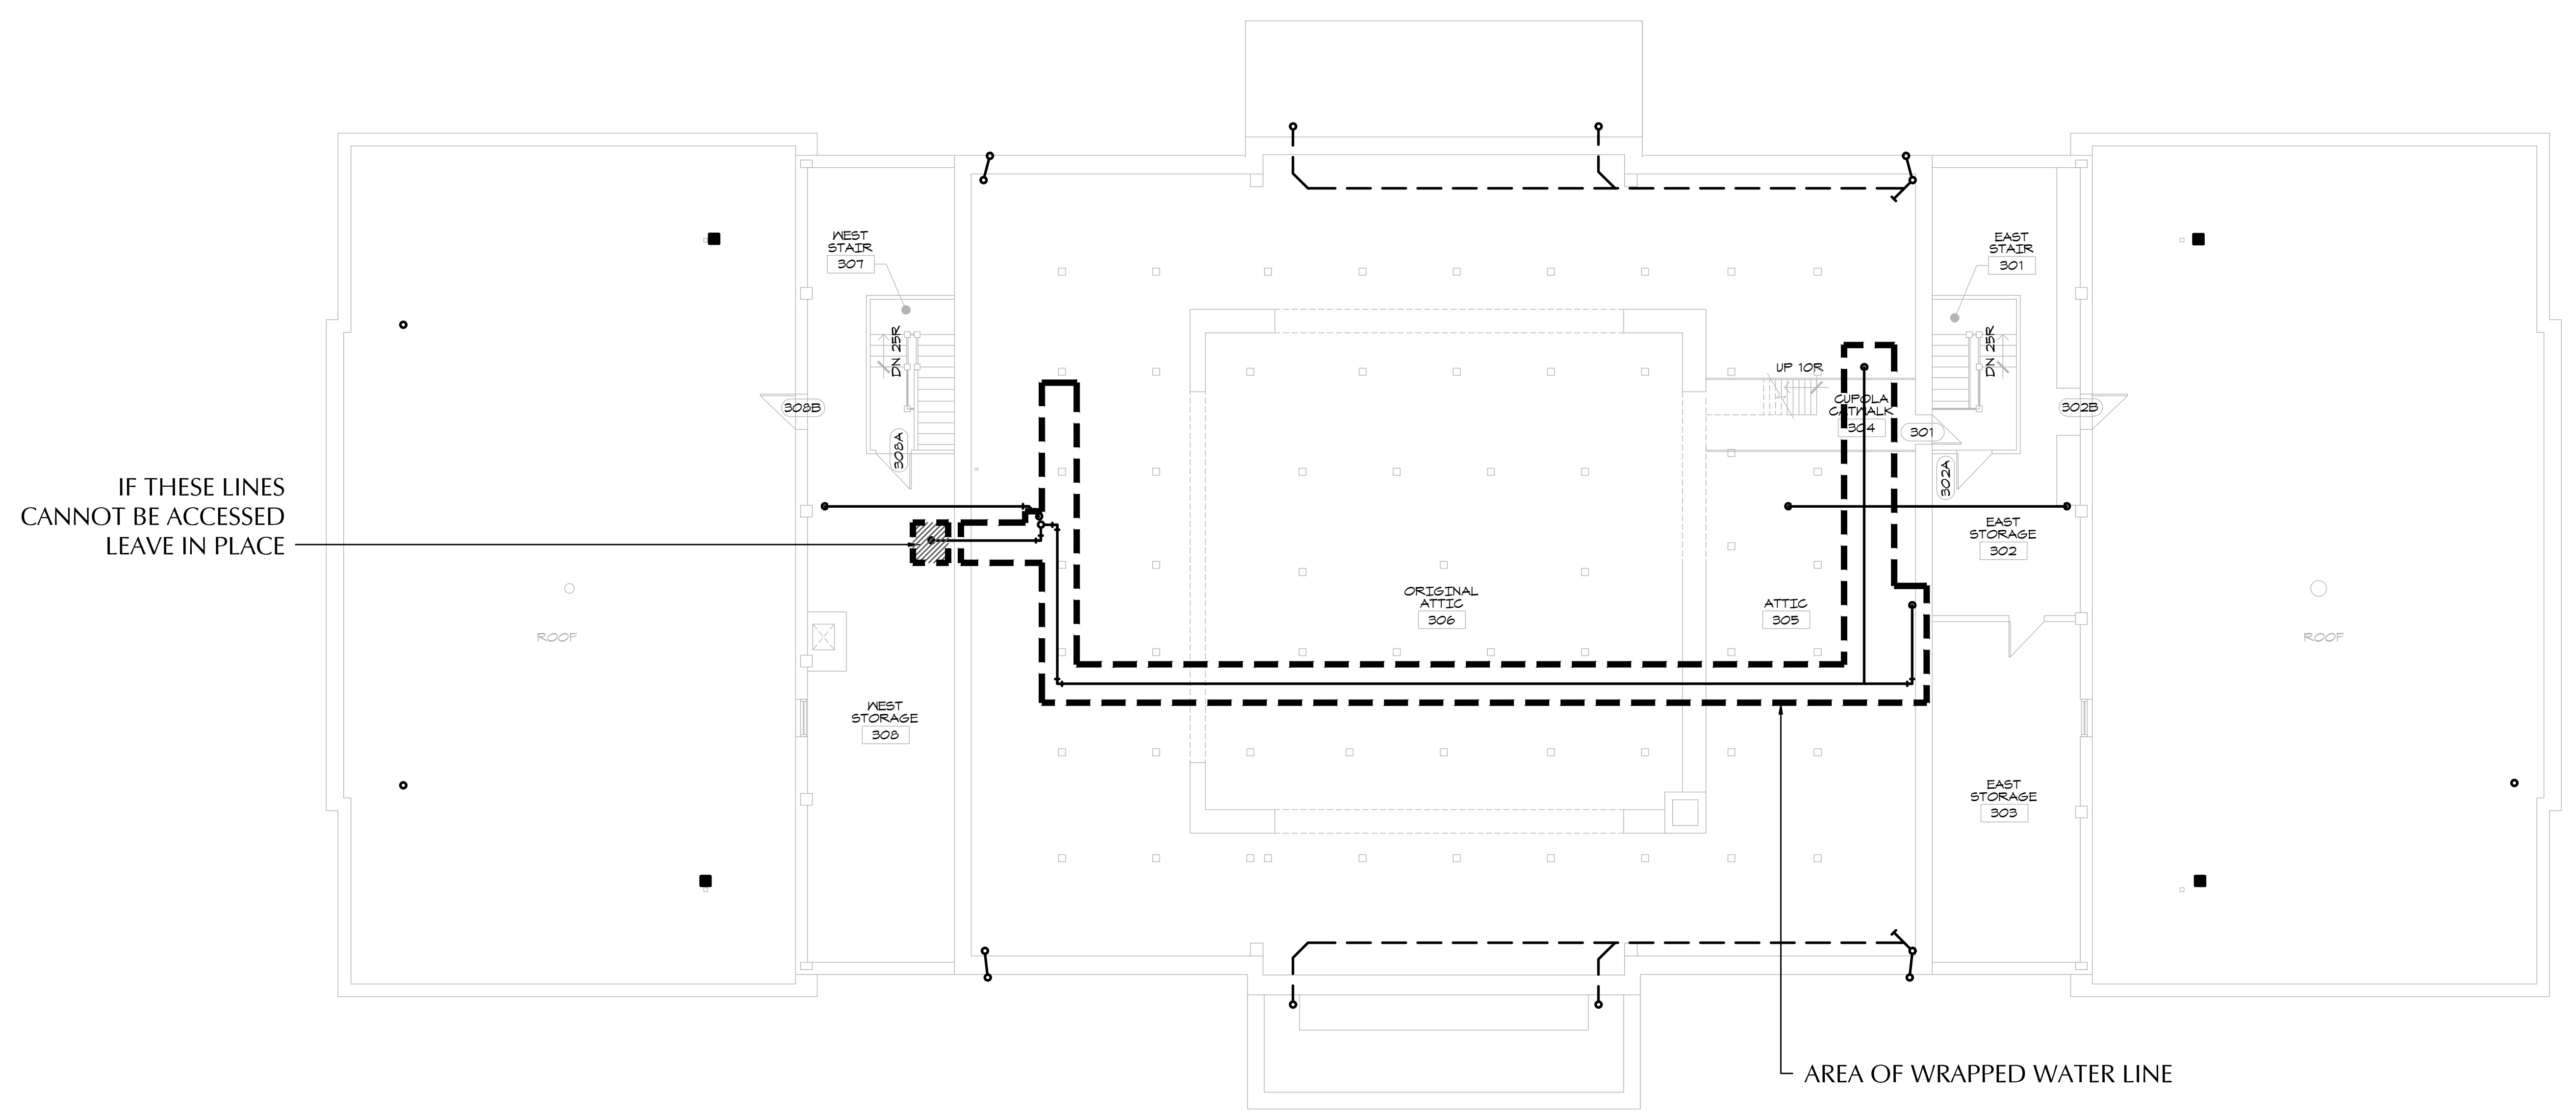 WEST
STAIR
307
DN 25R
308B
308A
EAST
STAIR
301
DN 25R
UP 10R
CUPOLA
CATWALK
304
301
302B
302A
IF THESE LINES
CANNOT BE ACCESSED
LEAVE IN PLACE
EAST
STORAGE
302
ORIGINAL
ATTIC
306
ATTIC
305
ROOF
ROOF
WEST
STORAGE
308
EAST
STORAGE
303
AREA OF WRAPPED WATER LINE